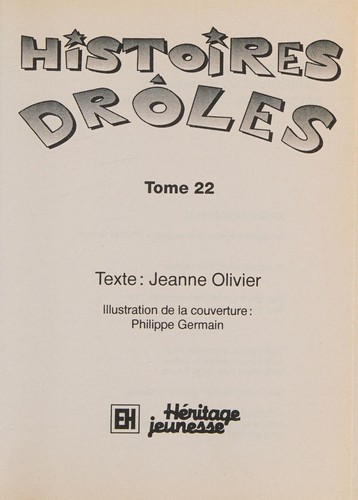 HiSTOiRES
DRÔLES
Tome 22
Texte: Jeanne Olivier
Illustration de la couverture:
Philippe Germain
EH Héritage
jeunesse